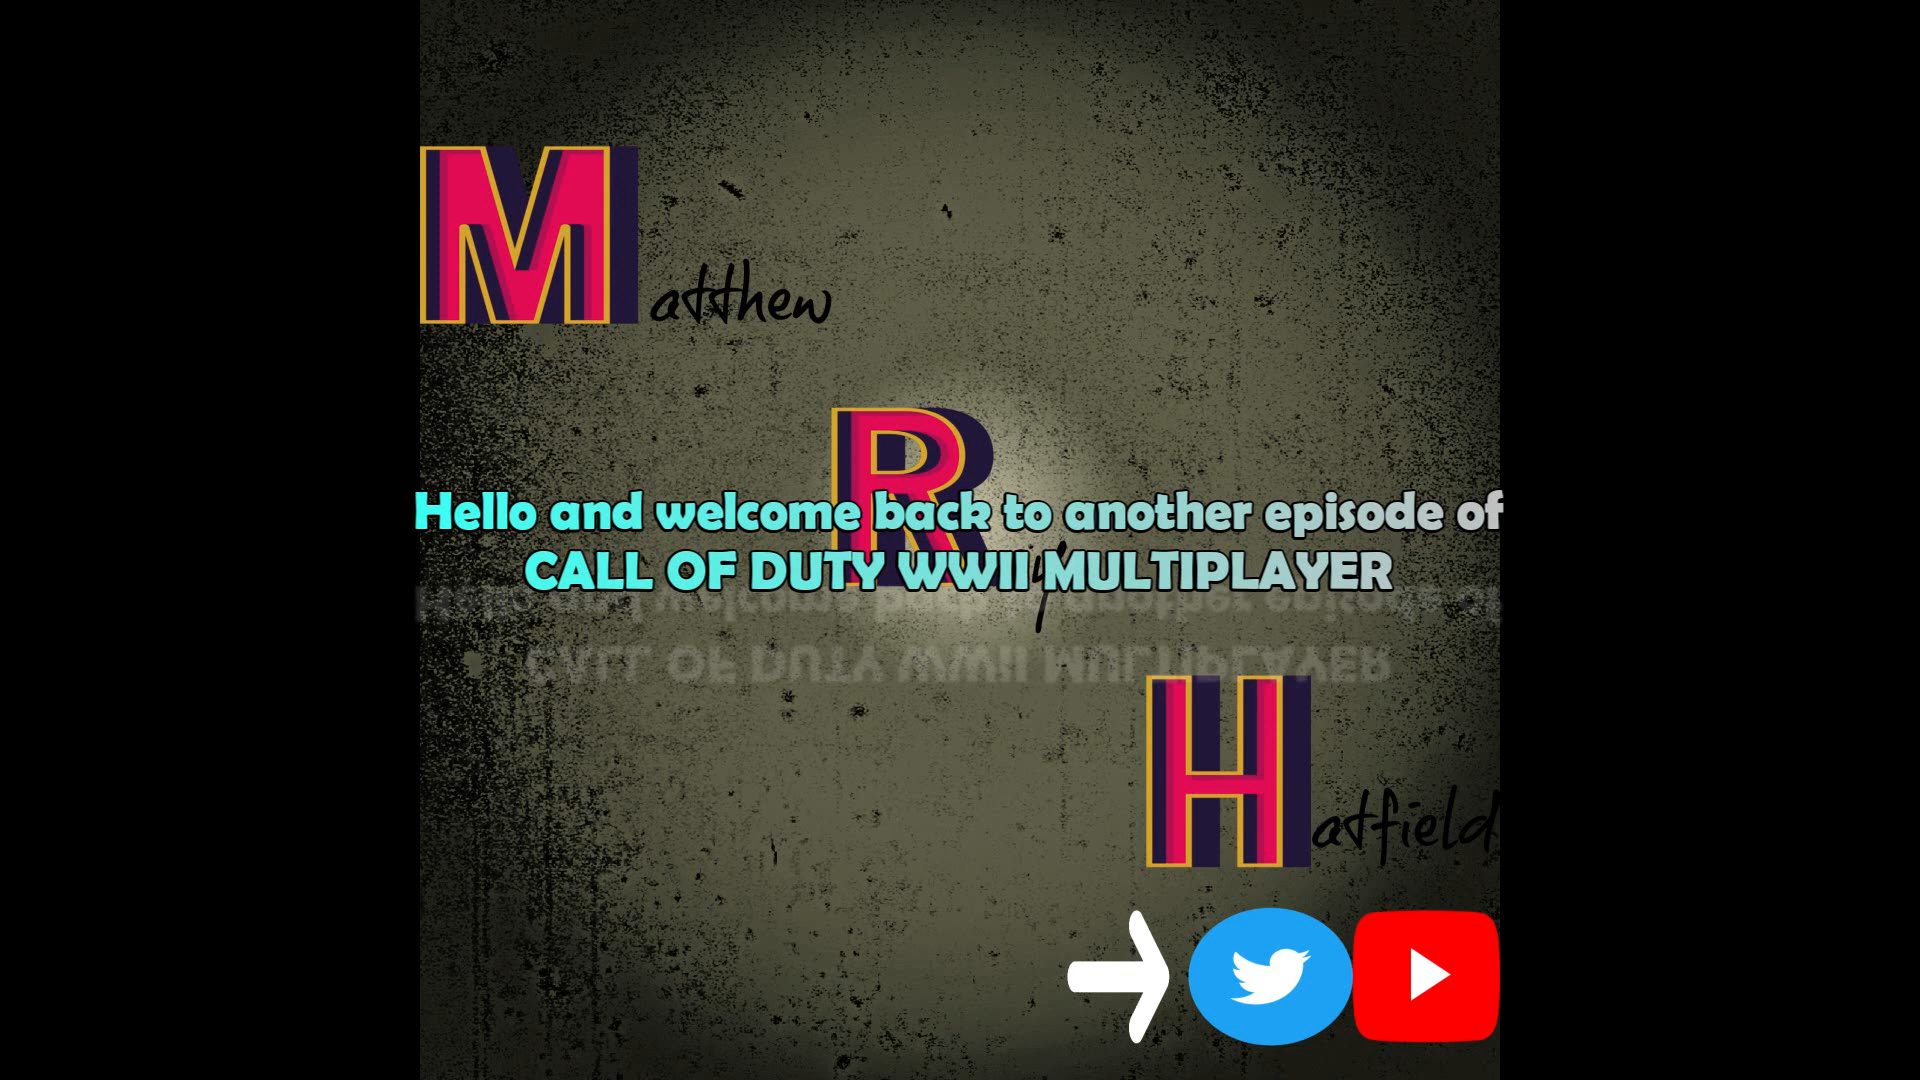 Matthew
R
Hello and welcome back to another episode of
CALL OF DUTY WWII MULTIPLAYER
Hatfield